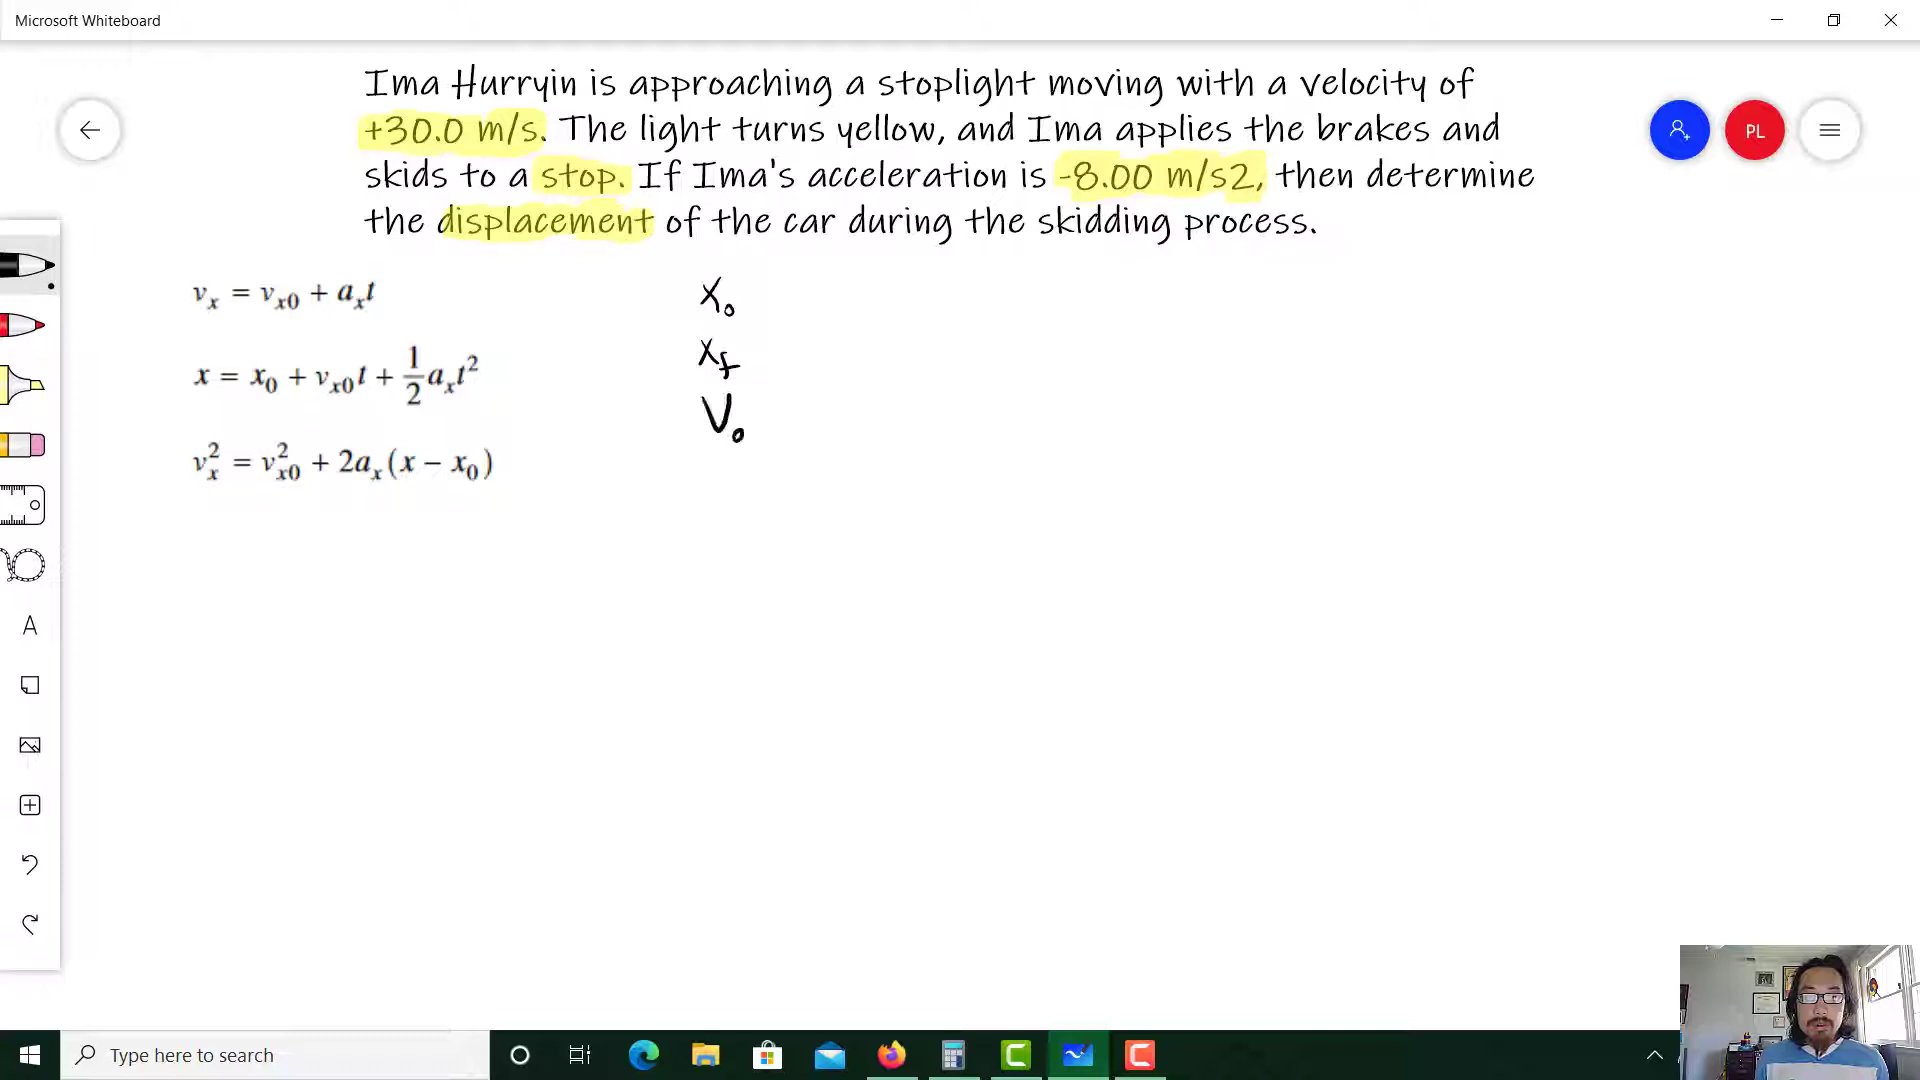 Microsoft Whiteboard
Ima Hurryin is approaching a stoplight moving with a velocity of
+30.0 m/s. The light turns yellow, and Ima applies the brakes and
skids to a stop. If Ima's acceleration is -8.00 m/s2, then determine
the displacement of the car during the skidding process.
PL
vₓ = vₓ₀ + aₓt
x = x₀ + vₓ₀t + 1/2 aₓt²
vₓ² = vₓ₀² + 2aₓ(x − x₀)
x₀
x_f
V₀
A
Type here to search